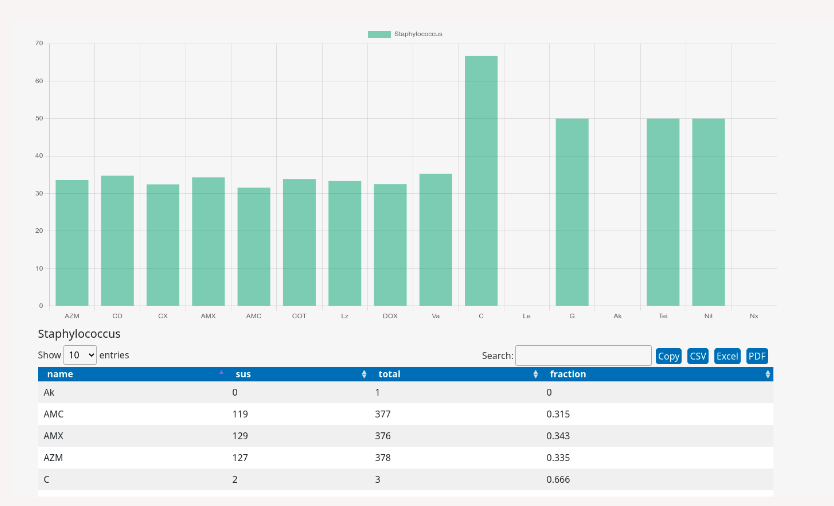 Staphylococcus
70
60
50
40
30
20
10
0
AZM CD CX AMX AMC COT Lz DOX Va C Le G Ak Tei Nil Nx
Staphylococcus
Show 10 entries Search: Copy CSV Excel PDF
name sus total fraction
Ak 0 1 0
AMC 119 377 0.315
AMX 129 376 0.343
AZM 127 378 0.335
C 2 3 0.666